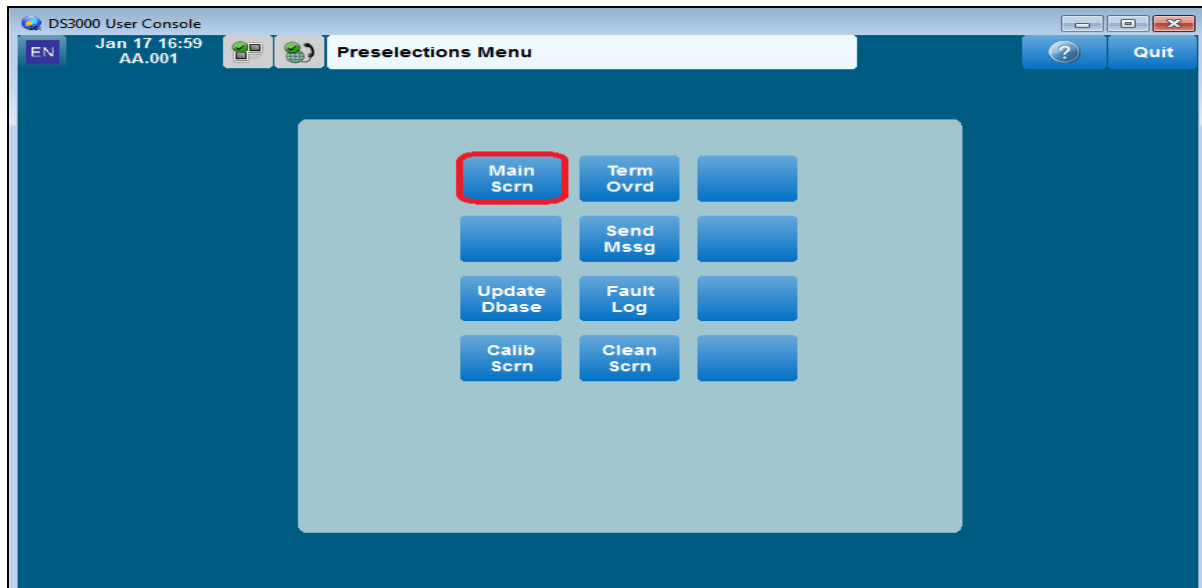 DS3000 User Console
EN
Jan 17 16:59
AA.001
Preselections Menu
?
Quit
Main
Scrn
Term
Ovrd
Send
Mssg
Update
Dbase
Fault
Log
Calib
Scrn
Clean
Scrn